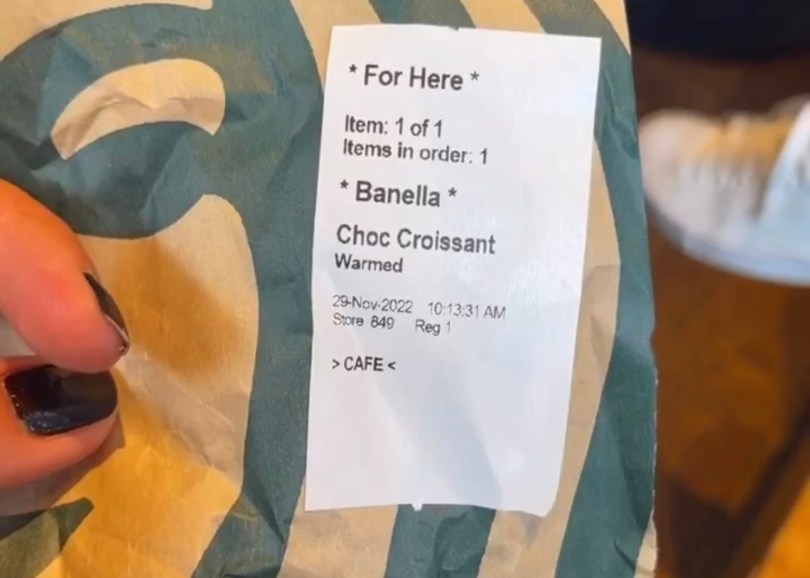 * For Here *
Item: 1 of 1
Items in order: 1
* Banella *
Choc Croissant
Warmed
29-Nov-2022 10:13:31 AM
Store 849 Reg 1
> CAFE <